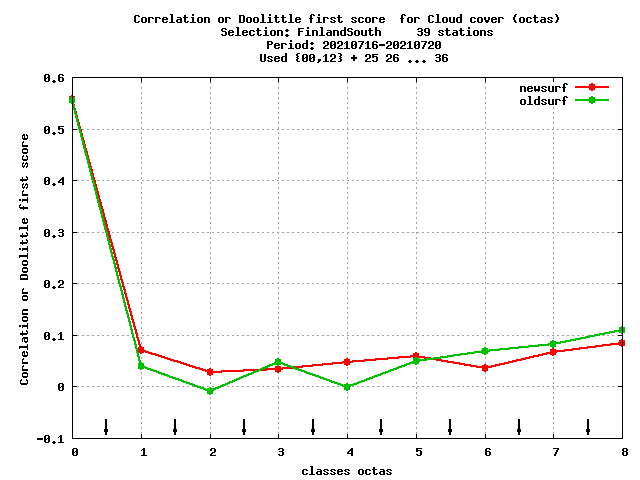 Correlation or Doolittle first score  for Cloud cover (octas)
Selection: FinlandSouth     39 stations
Period: 20210716-20210720
Used {00,12} + 25 26 ... 36
newsurf
oldsurf
Correlation or Doolittle first score
0.6
0.5
0.4
0.3
0.2
0.1
0
-0.1
0 1 2 3 4 5 6 7 8
classes octas